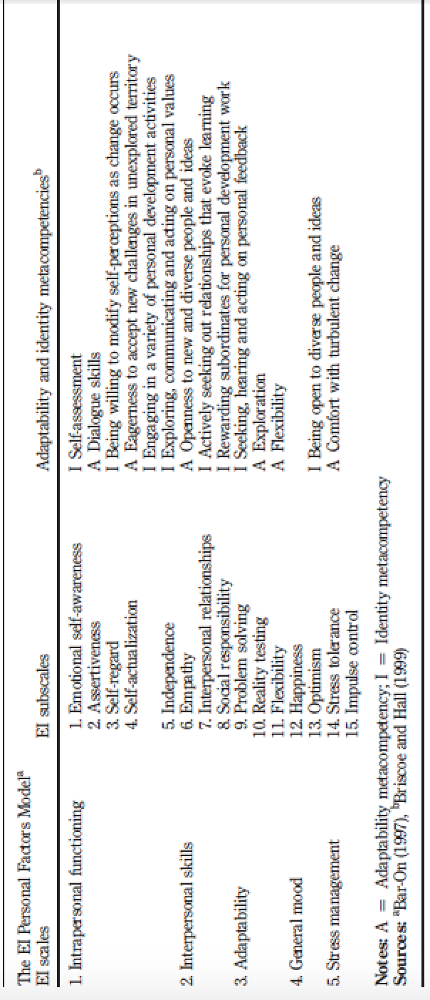 The EI Personal Factors Modelᵃ
EI scales EI subscales Adaptability and identity metacompetenciesᵇ
1. Intrapersonal functioning 1. Emotional self-awareness I Self-assessment
2. Assertiveness A Dialogue skills
3. Self-regard I Being willing to modify self-perceptions as change occurs
4. Self-actualization A Eagerness to accept new challenges in unexplored territory
I Engaging in a variety of personal development activities
5. Independence I Exploring, communicating and acting on personal values
2. Interpersonal skills 6. Empathy A Openness to new and diverse people and ideas
7. Interpersonal relationships I Actively seeking out relationships that evoke learning
8. Social responsibility I Rewarding subordinates for personal development work
3. Adaptability 9. Problem solving I Seeking, hearing and acting on personal feedback
10. Reality testing A Exploration
11. Flexibility A Flexibility
4. General mood 12. Happiness
13. Optimism I Being open to diverse people and ideas
5. Stress management 14. Stress tolerance A Comfort with turbulent change
15. Impulse control
Notes: A = Adaptability metacompetency; I = Identity metacompetency
Sources: ᵃBar-On (1997), ᵇBriscoe and Hall (1999)